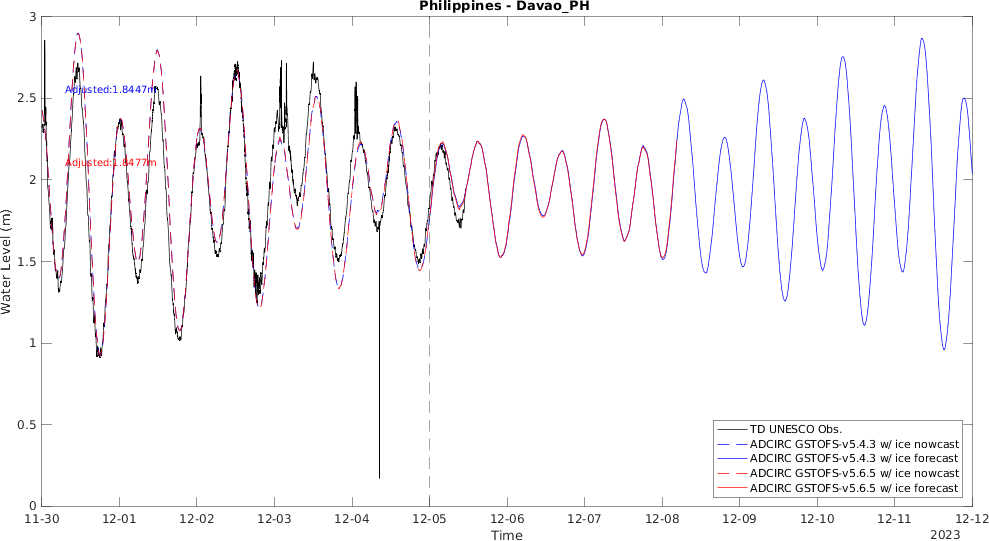 Philippines - Davao_PH
3
2.5
2
1.5
1
0.5
0
Water Level (m)
Adjusted:1.8447m
Adjusted:1.8477m
TD UNESCO Obs.
ADCIRC GSTOFS-v5.4.3 w/ ice nowcast
ADCIRC GSTOFS-v5.4.3 w/ ice forecast
ADCIRC GSTOFS-v5.6.5 w/ ice nowcast
ADCIRC GSTOFS-v5.6.5 w/ ice forecast
11-30 12-01 12-02 12-03 12-04 12-05 12-06 12-07 12-08 12-09 12-10 12-11 12-12
Time
2023